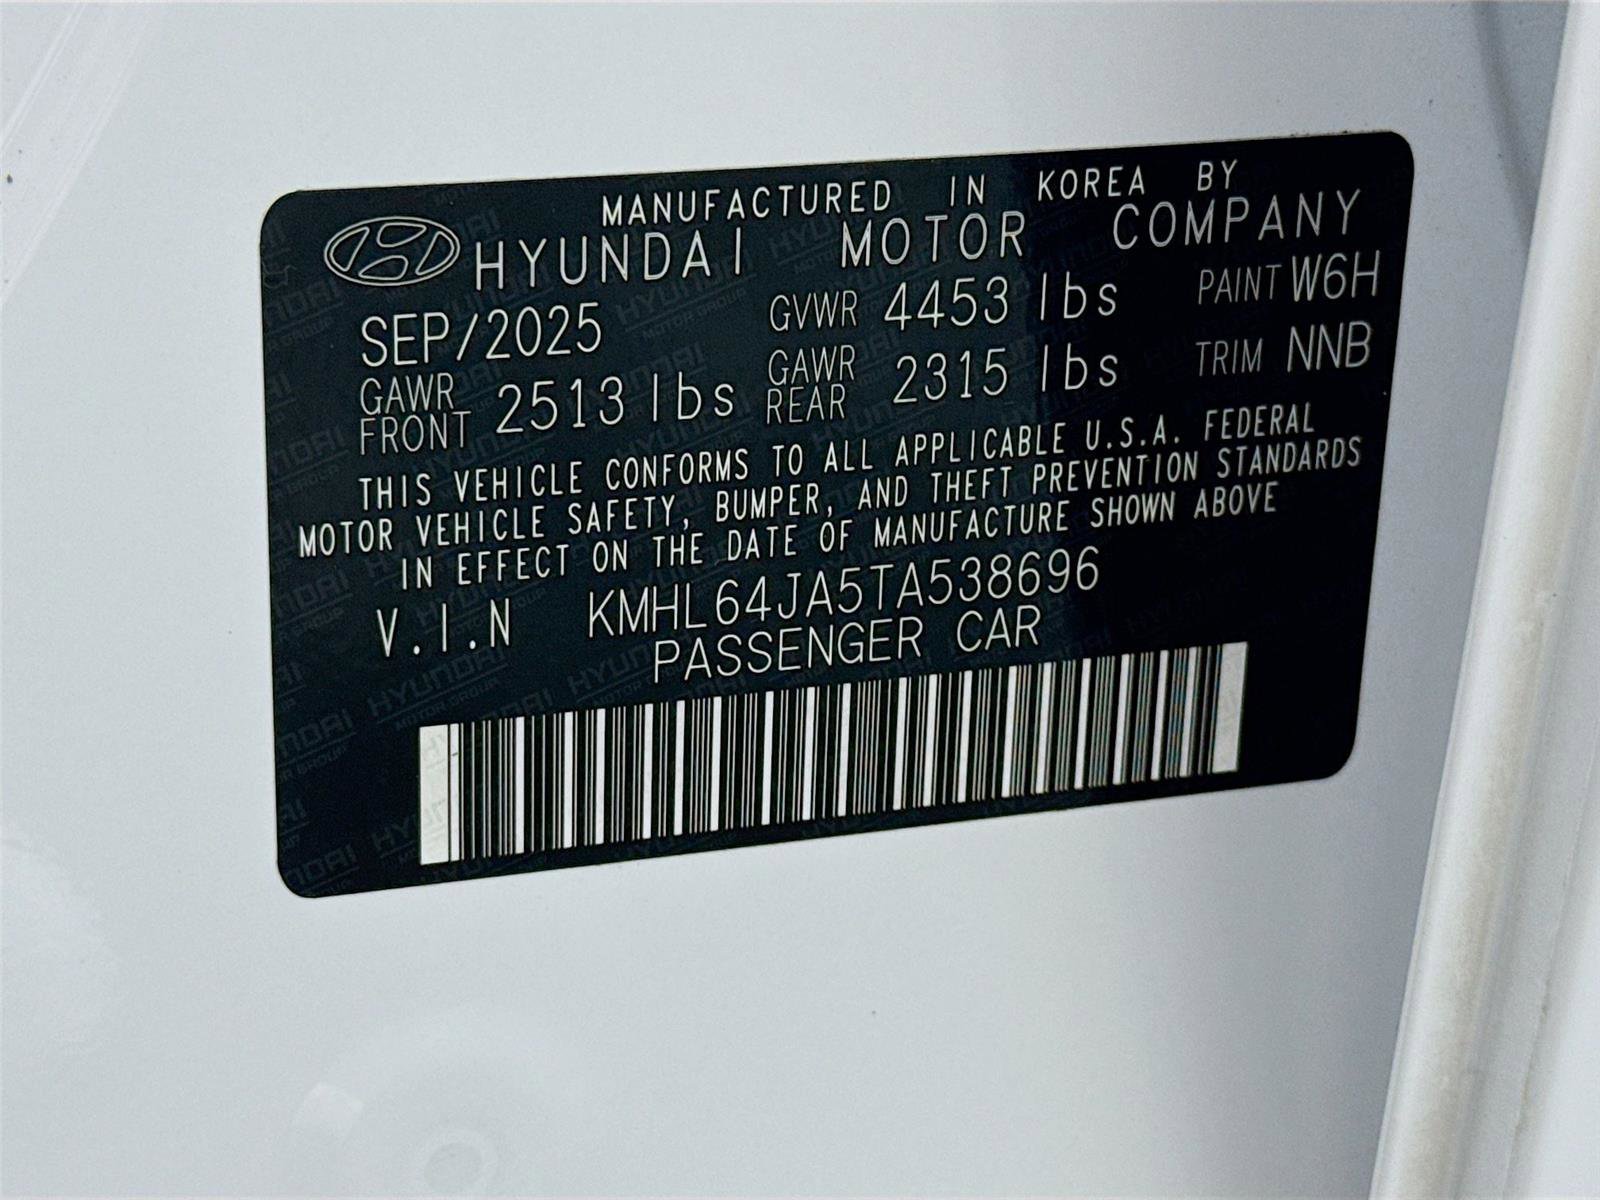 MANUFACTURED IN KOREA BY
HYUNDAI MOTOR COMPANY
SEP/2025 GVWR 4453 lbs PAINT W6H
GAWR FRONT 2513 lbs GAWR REAR 2315 lbs TRIM NNB
THIS VEHICLE CONFORMS TO ALL APPLICABLE U.S.A. FEDERAL
MOTOR VEHICLE SAFETY, BUMPER, AND THEFT PREVENTION STANDARDS
IN EFFECT ON THE DATE OF MANUFACTURE SHOWN ABOVE
V.I.N KMHL64JA5TA538696
PASSENGER CAR